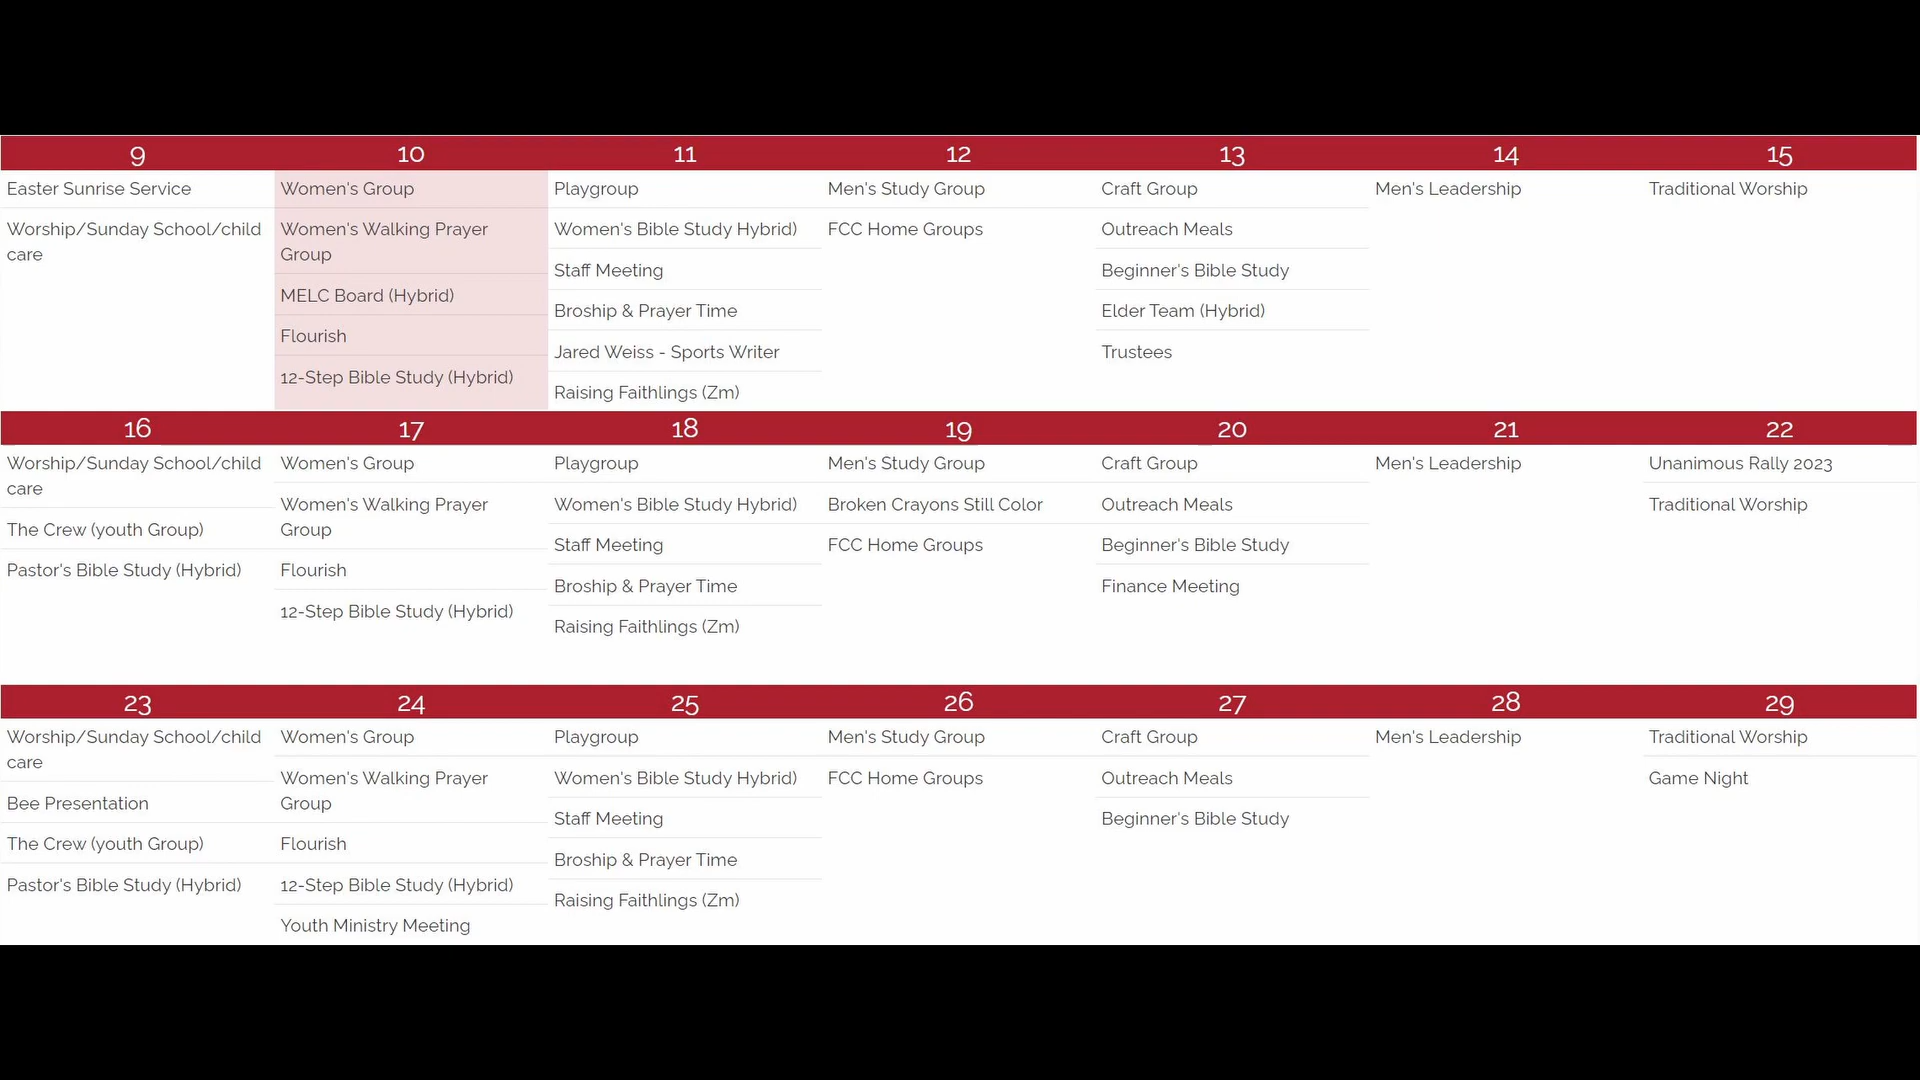 9 10 11 12 13 14 15
Easter Sunrise Service
Worship/Sunday School/child
care
Women's Group
Women's Walking Prayer
Group
MELC Board (Hybrid)
Flourish
12-Step Bible Study (Hybrid)
Playgroup
Women's Bible Study Hybrid)
Staff Meeting
Broship & Prayer Time
Jared Weiss - Sports Writer
Raising Faithlings (Zm)
Men's Study Group
FCC Home Groups
Craft Group
Outreach Meals
Beginner's Bible Study
Elder Team (Hybrid)
Trustees
Men's Leadership
Traditional Worship
16 17 18 19 20 21 22
Worship/Sunday School/child
care
The Crew (youth Group)
Pastor's Bible Study (Hybrid)
Women's Group
Women's Walking Prayer
Group
Flourish
12-Step Bible Study (Hybrid)
Playgroup
Women's Bible Study Hybrid)
Staff Meeting
Broship & Prayer Time
Raising Faithlings (Zm)
Men's Study Group
Broken Crayons Still Color
FCC Home Groups
Craft Group
Outreach Meals
Beginner's Bible Study
Finance Meeting
Men's Leadership
Unanimous Rally 2023
Traditional Worship
23 24 25 26 27 28 29
Worship/Sunday School/child
care
Bee Presentation
The Crew (youth Group)
Pastor's Bible Study (Hybrid)
Women's Group
Women's Walking Prayer
Group
Flourish
12-Step Bible Study (Hybrid)
Youth Ministry Meeting
Playgroup
Women's Bible Study Hybrid)
Staff Meeting
Broship & Prayer Time
Raising Faithlings (Zm)
Men's Study Group
FCC Home Groups
Craft Group
Outreach Meals
Beginner's Bible Study
Men's Leadership
Traditional Worship
Game Night